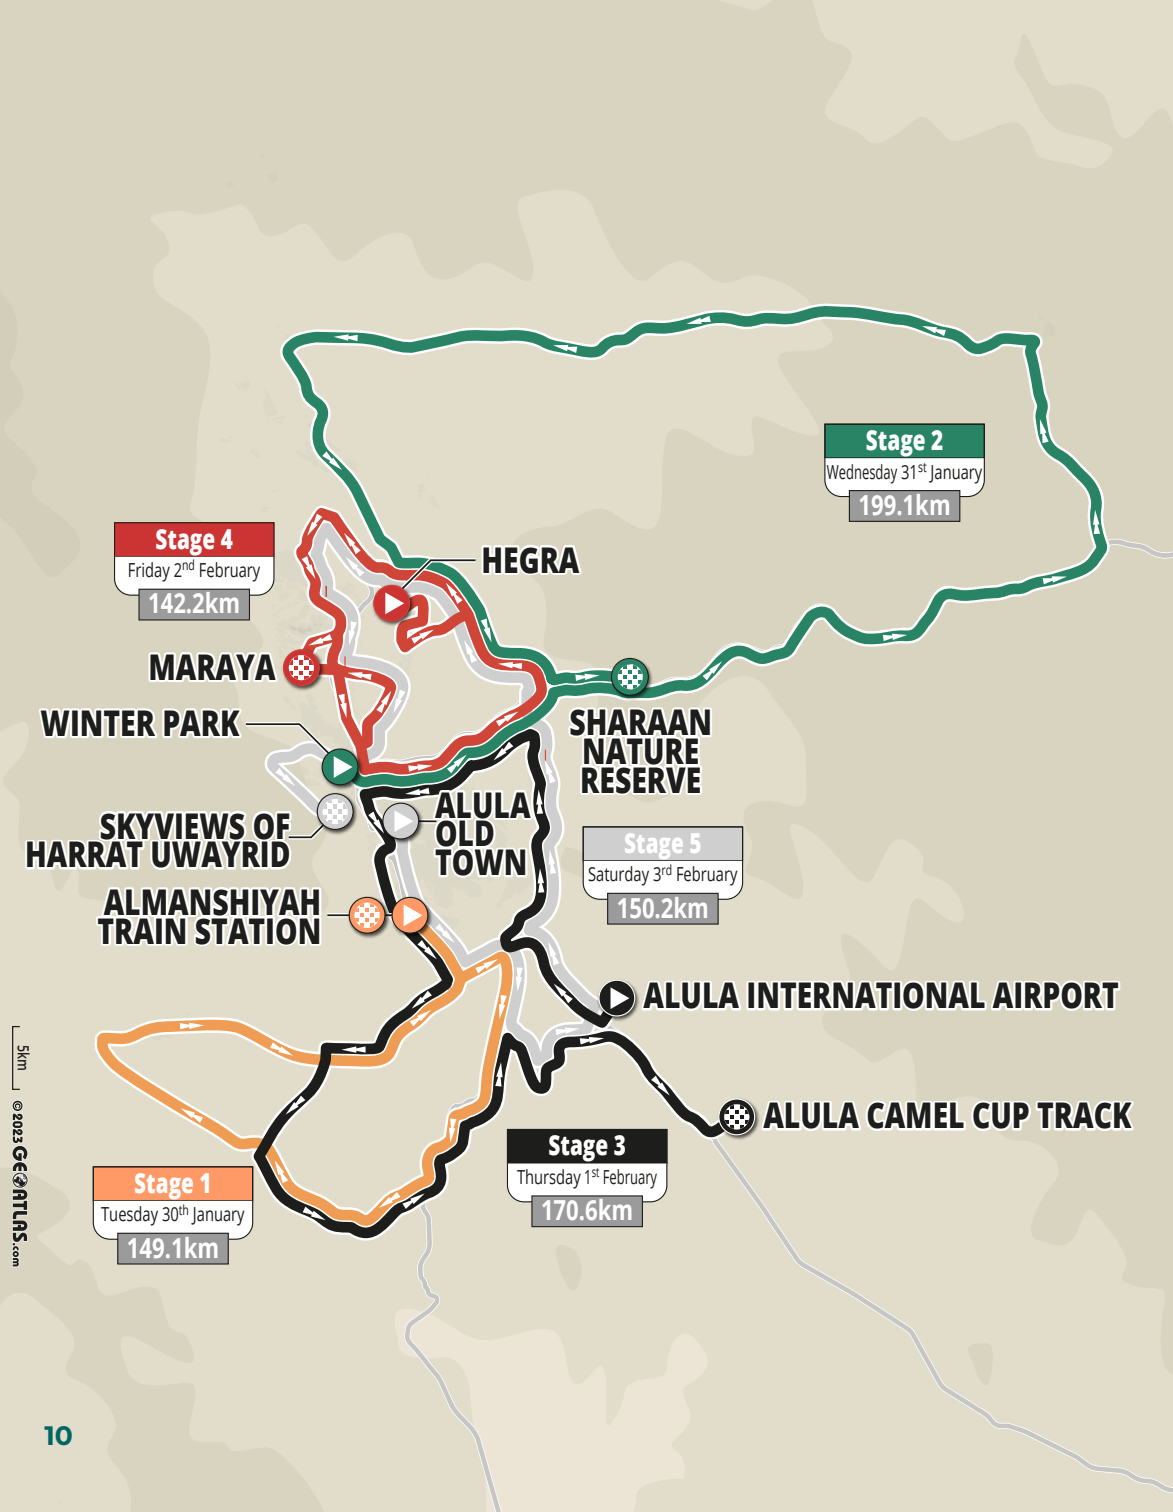 Stage 2
Wednesday 31st January
199.1km
Stage 4
Friday 2nd February
142.2km
HEGRA
MARAYA
WINTER PARK
SHARAAN
NATURE
RESERVE
SKYVIEWS OF
HARRAT UWAYRID
ALULA
OLD
TOWN
Stage 5
Saturday 3rd February
150.2km
ALMANSHIYAH
TRAIN STATION
ALULA INTERNATIONAL AIRPORT
ALULA CAMEL CUP TRACK
Stage 3
Thursday 1st February
170.6km
Stage 1
Tuesday 30th January
149.1km
5km
©2023 GEOATLAS.com
10